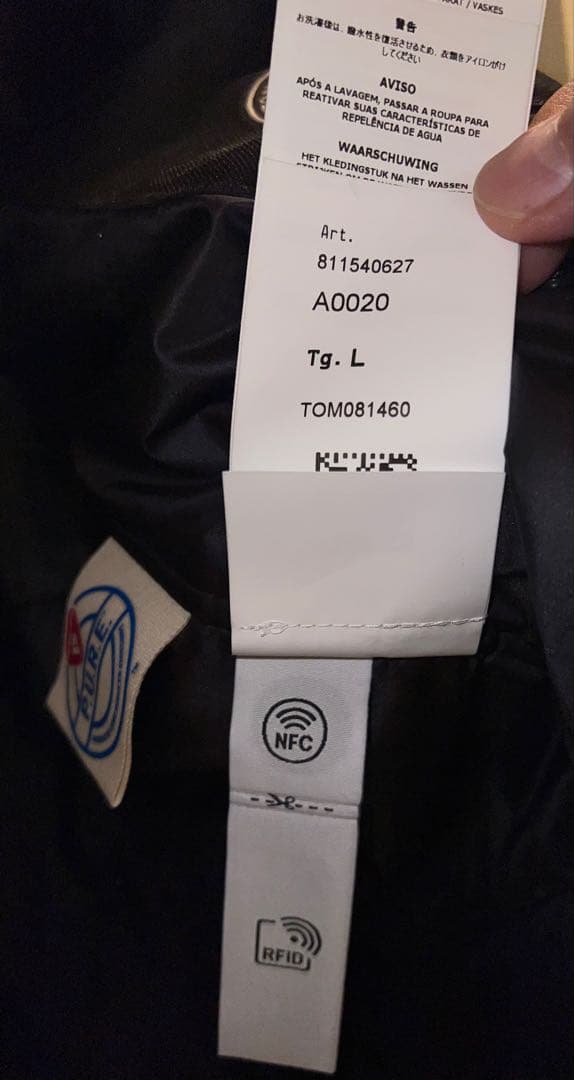 / VASKES
警告
お洗濯後は、撥水性を復活させるため、衣類をアイロンがけ
してください
AVISO
APÓS A LAVAGEM, PASSAR A ROUPA PARA
REATIVAR SUAS CARACTERÍSTICAS DE
REPELÊNCIA DE AGUA
WAARSCHUWING
HET KLEDINGSTUK NA HET WASSEN
Art.
811540627
A0020
Tg. L
TOM081460
P.U.R.E.
NFC
RFID